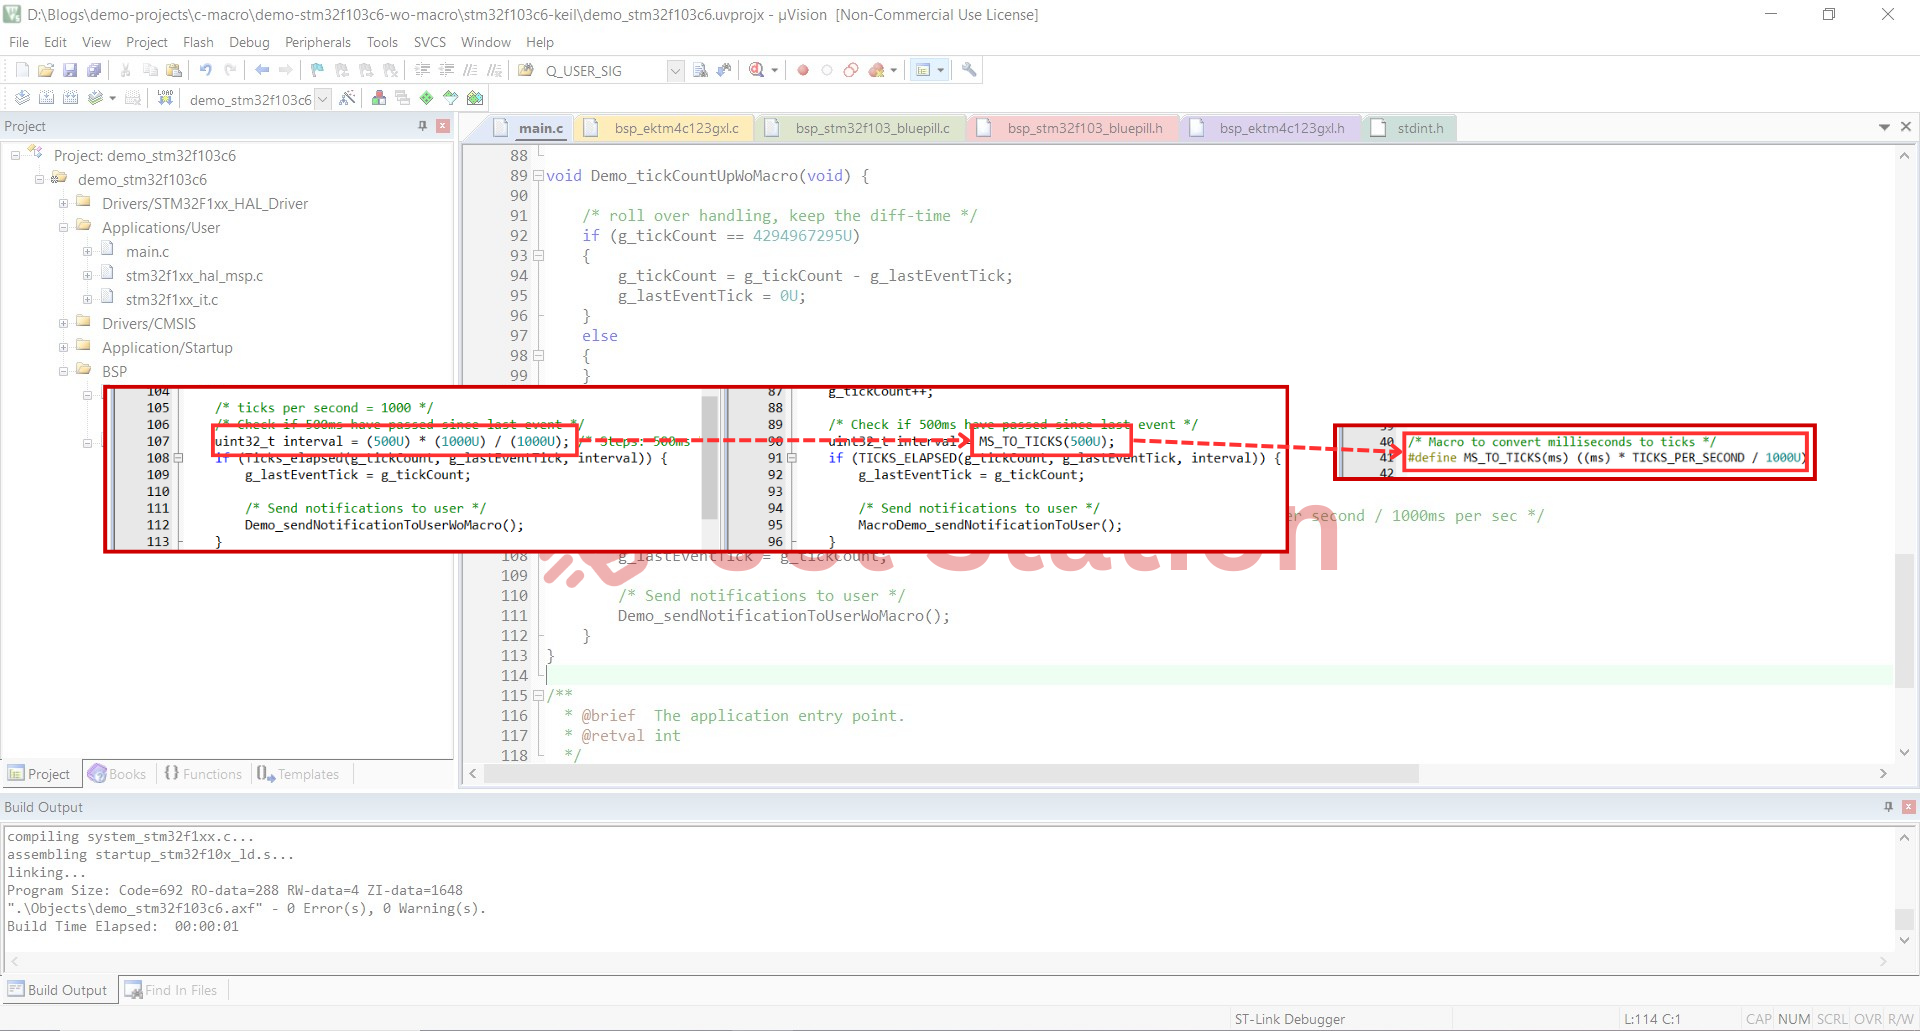 D:\Blogs\demo-projects\c-macro\demo-stm32f103c6-wo-macro\stm32f103c6-keil\demo_stm32f103c6.uvprojx - µVision [Non-Commercial Use License]
File Edit View Project Flash Debug Peripherals Tools SVCS Window Help
Q_USER_SIG
LOAD demo_stm32f103c6
Project
main.c bsp_ektm4c123gxl.c bsp_stm32f103_bluepill.c bsp_stm32f103_bluepill.h bsp_ektm4c123gxl.h stdint.h
Project: demo_stm32f103c6
demo_stm32f103c6
Drivers/STM32F1xx_HAL_Driver
Applications/User
main.c
stm32f1xx_hal_msp.c
stm32f1xx_it.c
Drivers/CMSIS
Application/Startup
BSP
88
89 void Demo_tickCountUpWoMacro(void) {
90
91 /* roll over handling, keep the diff-time */
92 if (g_tickCount == 4294967295U)
93 {
94 g_tickCount = g_tickCount - g_lastEventTick;
95 g_lastEventTick = 0U;
96 }
97 else
98 {
99 }
104
105 /* ticks per second = 1000 */
106 /* Check if 500ms have passed since last event */
107 uint32_t interval = (500U) * (1000U) / (1000U); /* Steps: 500ms
108 if (Ticks_elapsed(g_tickCount, g_lastEventTick, interval)) {
109 g_lastEventTick = g_tickCount;
110
111 /* Send notifications to user */
112 Demo_sendNotificationToUserWoMacro();
113 }
87 g_tickCount++;
88
89 /* Check if 500ms have passed since last event */
90 uint32_t interval = MS_TO_TICKS(500U);
91 if (TICKS_ELAPSED(g_tickCount, g_lastEventTick, interval)) {
92 g_lastEventTick = g_tickCount;
93
94 /* Send notifications to user */
95 MacroDemo_sendNotificationToUser();
96 }
39
40 /* Macro to convert milliseconds to ticks */
41 #define MS_TO_TICKS(ms) ((ms) * TICKS_PER_SECOND / 1000U)
42
er second / 1000ms per sec */
Station
108 g_lastEventTick = g_tickCount;
109
110 /* Send notifications to user */
111 Demo_sendNotificationToUserWoMacro();
112 }
113 }
114
115 /**
116 * @brief The application entry point.
117 * @retval int
118 */
Project Books {} Functions Templates
Build Output
compiling system_stm32f1xx.c...
assembling startup_stm32f10x_ld.s...
linking...
Program Size: Code=692 RO-data=288 RW-data=4 ZI-data=1648
".\Objects\demo_stm32f103c6.axf" - 0 Error(s), 0 Warning(s).
Build Time Elapsed: 00:00:01
Build Output Find In Files
ST-Link Debugger L:114 C:1 CAP NUM SCRL OVR R/W